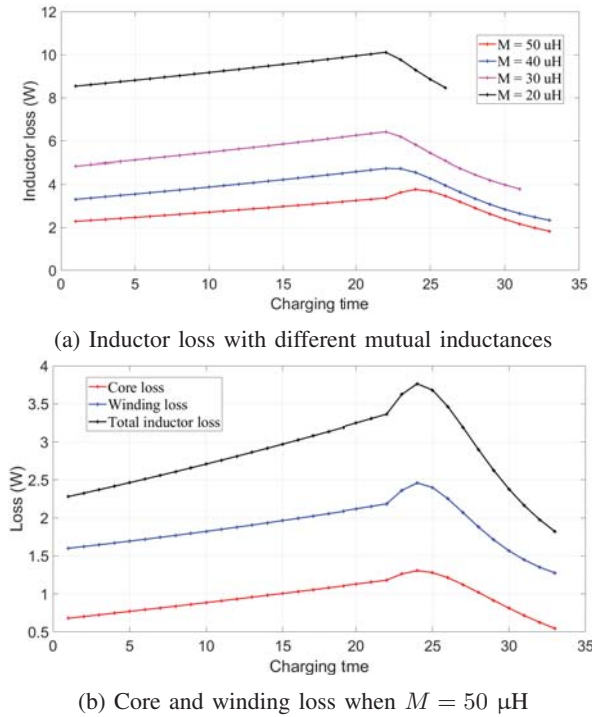 12
10
8
6
4
2
0
Inductor loss (W)
M = 50 uH
M = 40 uH
M = 30 uH
M = 20 uH
0 5 10 15 20 25 30 35
Charging time
(a) Inductor loss with different mutual inductances
4
3.5
3
2.5
2
1.5
1
0.5
Loss (W)
Core loss
Winding loss
Total inductor loss
0 5 10 15 20 25 30 35
Charging time
(b) Core and winding loss when M = 50 μH